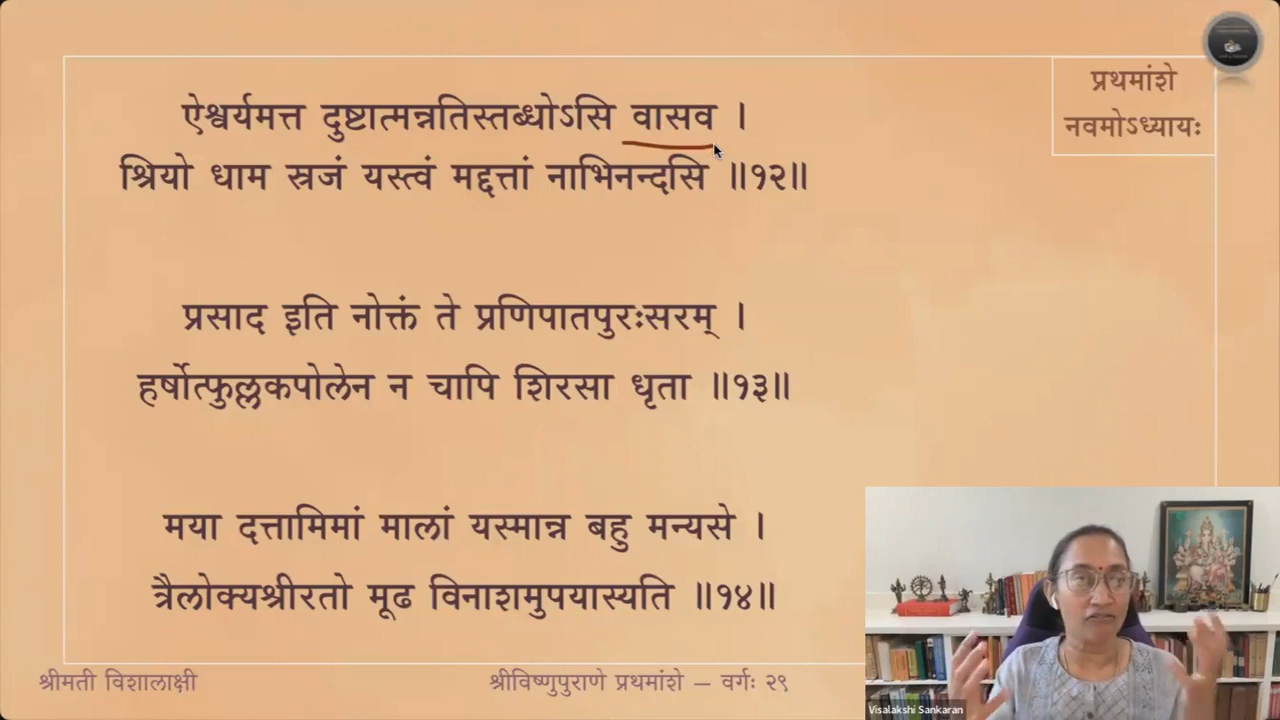 प्रथमांशे
नवमोऽध्यायः
ऐश्वर्यमत्त दुष्टात्मन्नतिस्तब्धोऽसि वासव ।
श्रियो धाम स्रजं यस्त्वं मद्दत्तां नाभिनन्दसि ॥१२॥
प्रसाद इति नोक्तं ते प्रणिपातपुरःसरम् ।
हर्षोत्फुल्लकपोलेन न चापि शिरसा धृता ॥१३॥
मया दत्तामिमां मालां यस्मान्न बहु मन्यसे ।
त्रैलोक्यश्रीरतो मूढ विनाशमुपयास्यति ॥१४॥
श्रीमती विशालाक्षी
श्रीविष्णुपुराणे प्रथमांशे – वर्गः २९
Visalakshi Sankaran